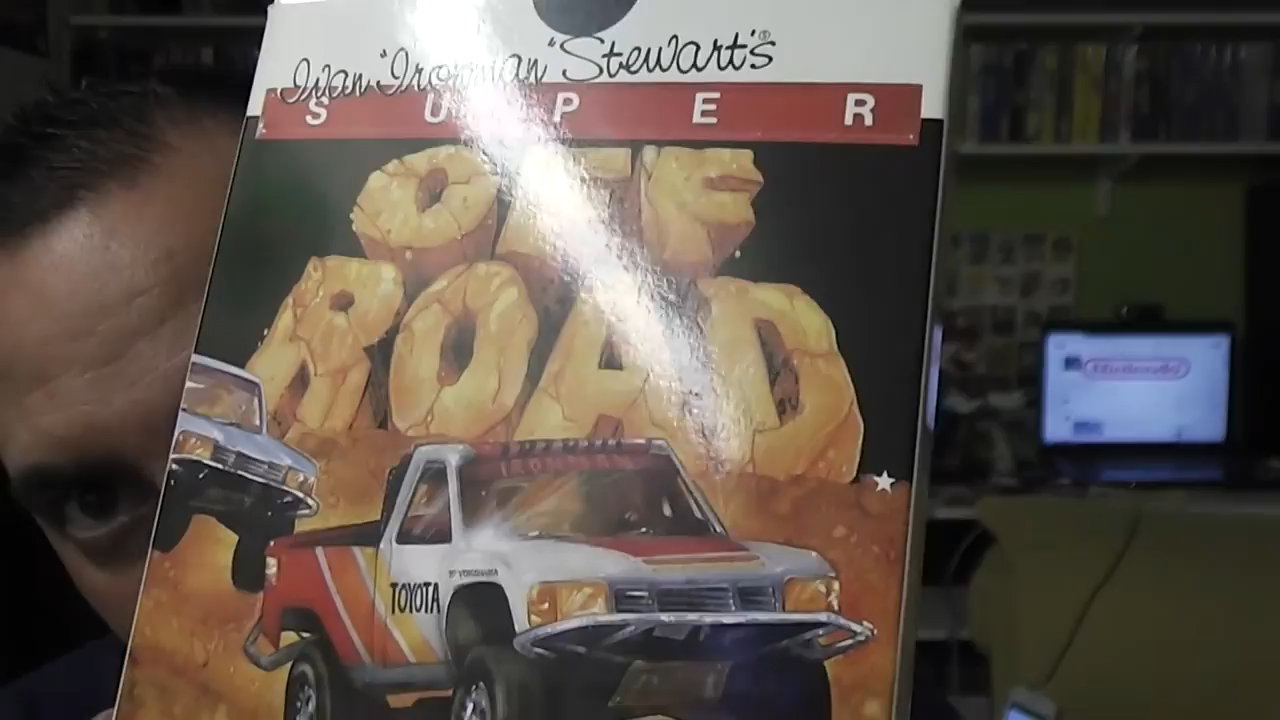 Ivan "Ironman" Stewart's®
SUPER
OFF
ROAD
TOYOTA
Nintendo